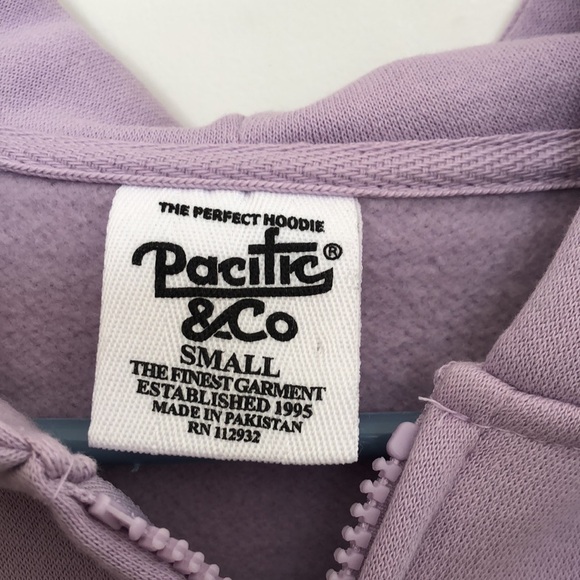 THE PERFECT HOODIE
Pacific®
&Co
SMALL
THE FINEST GARMENT
ESTABLISHED 1995
MADE IN PAKISTAN
RN 112932